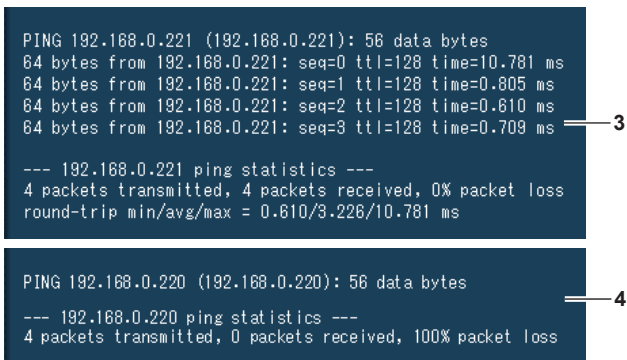 PING 192.168.0.221 (192.168.0.221): 56 data bytes
64 bytes from 192.168.0.221: seq=0 ttl=128 time=10.781 ms
64 bytes from 192.168.0.221: seq=1 ttl=128 time=0.805 ms
64 bytes from 192.168.0.221: seq=2 ttl=128 time=0.610 ms
64 bytes from 192.168.0.221: seq=3 ttl=128 time=0.709 ms
3
--- 192.168.0.221 ping statistics ---
4 packets transmitted, 4 packets received, 0% packet loss
round-trip min/avg/max = 0.610/3.226/10.781 ms
PING 192.168.0.220 (192.168.0.220): 56 data bytes
4
--- 192.168.0.220 ping statistics ---
4 packets transmitted, 0 packets received, 100% packet loss